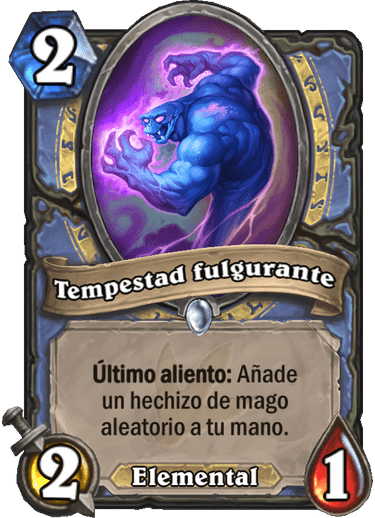 2
Tempestad fulgurante
Último aliento: Añade
un hechizo de mago
aleatorio a tu mano.
2
Elemental
1